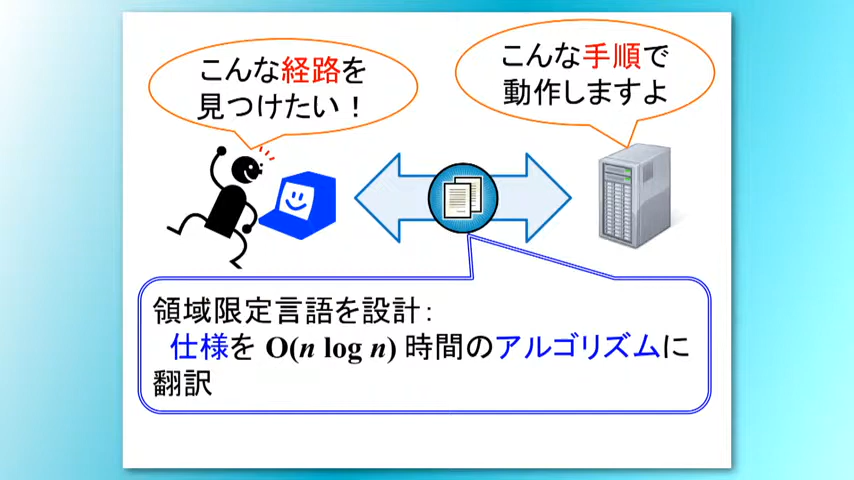 こんな経路を
見つけたい！
こんな手順で
動作しますよ
領域限定言語を設計：
仕様を O(n log n) 時間のアルゴリズムに
翻訳